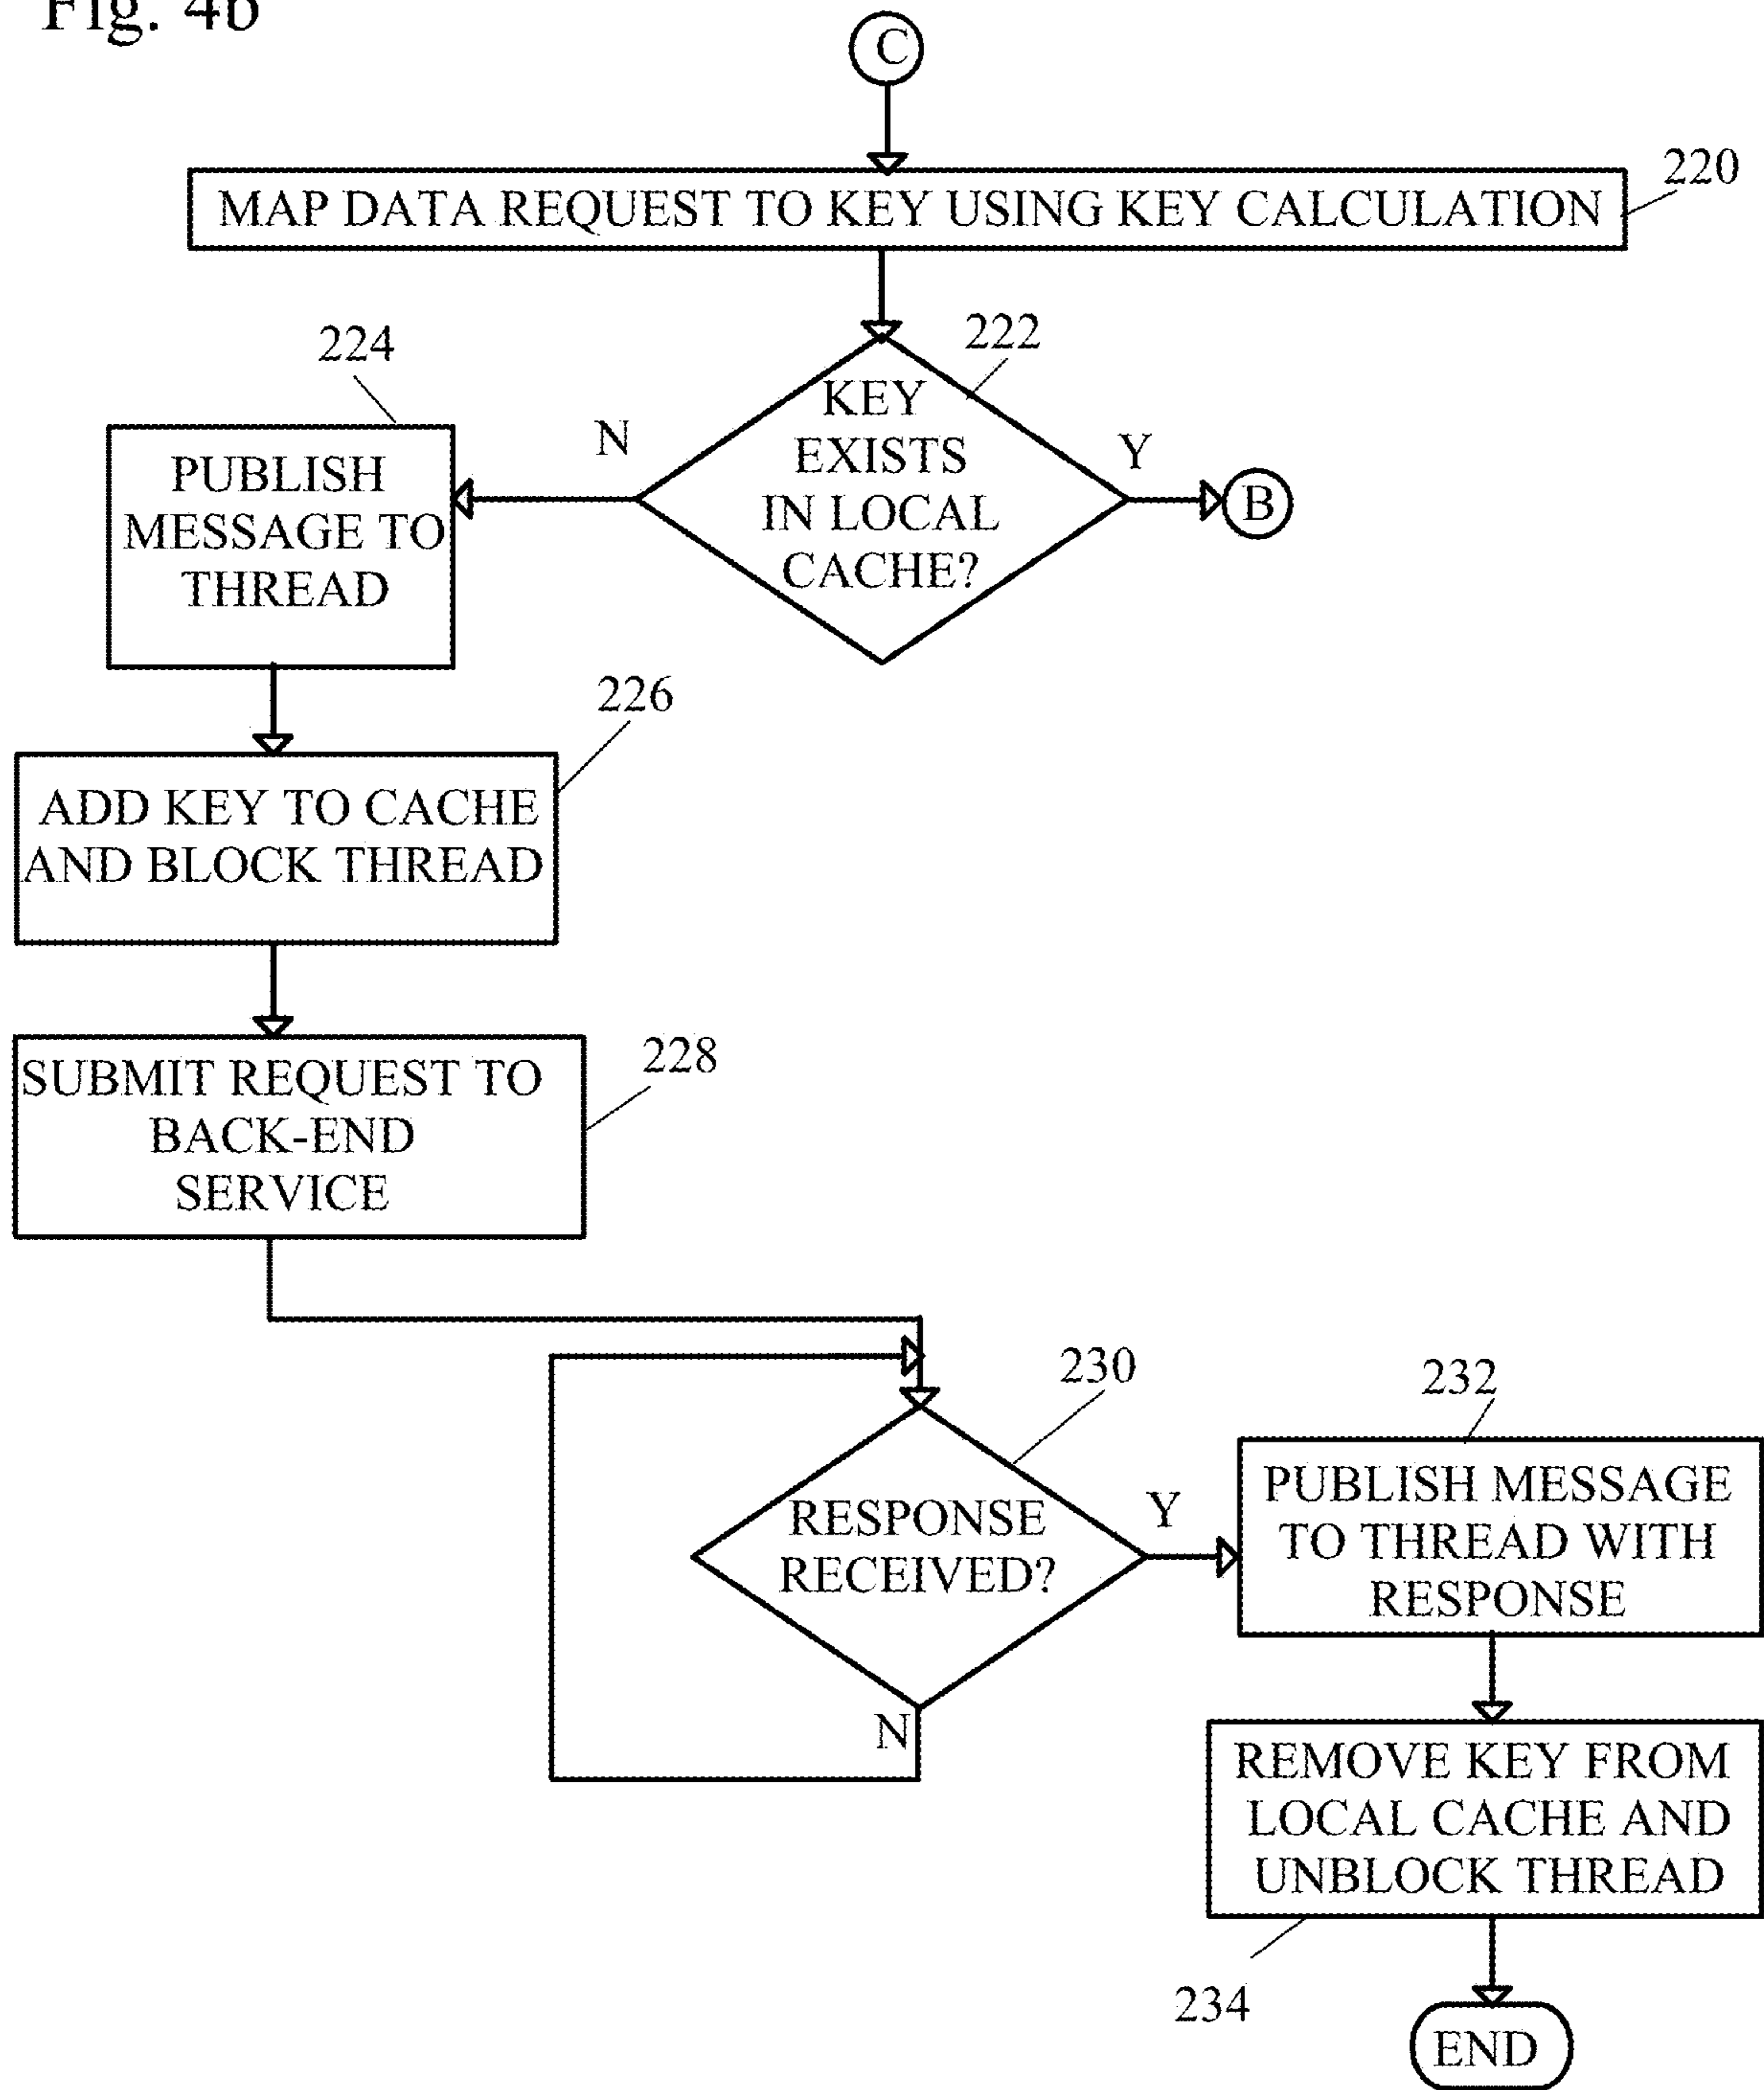 Fig. 4b
C
220
MAP DATA REQUEST TO KEY USING KEY CALCULATION
222
224
KEY
EXISTS
IN LOCAL
CACHE?
N
Y
B
PUBLISH
MESSAGE TO
THREAD
226
ADD KEY TO CACHE
AND BLOCK THREAD
228
SUBMIT REQUEST TO
BACK-END
SERVICE
230
232
RESPONSE
RECEIVED?
Y
N
PUBLISH MESSAGE
TO THREAD WITH
RESPONSE
REMOVE KEY FROM
LOCAL CACHE AND
UNBLOCK THREAD
234
END